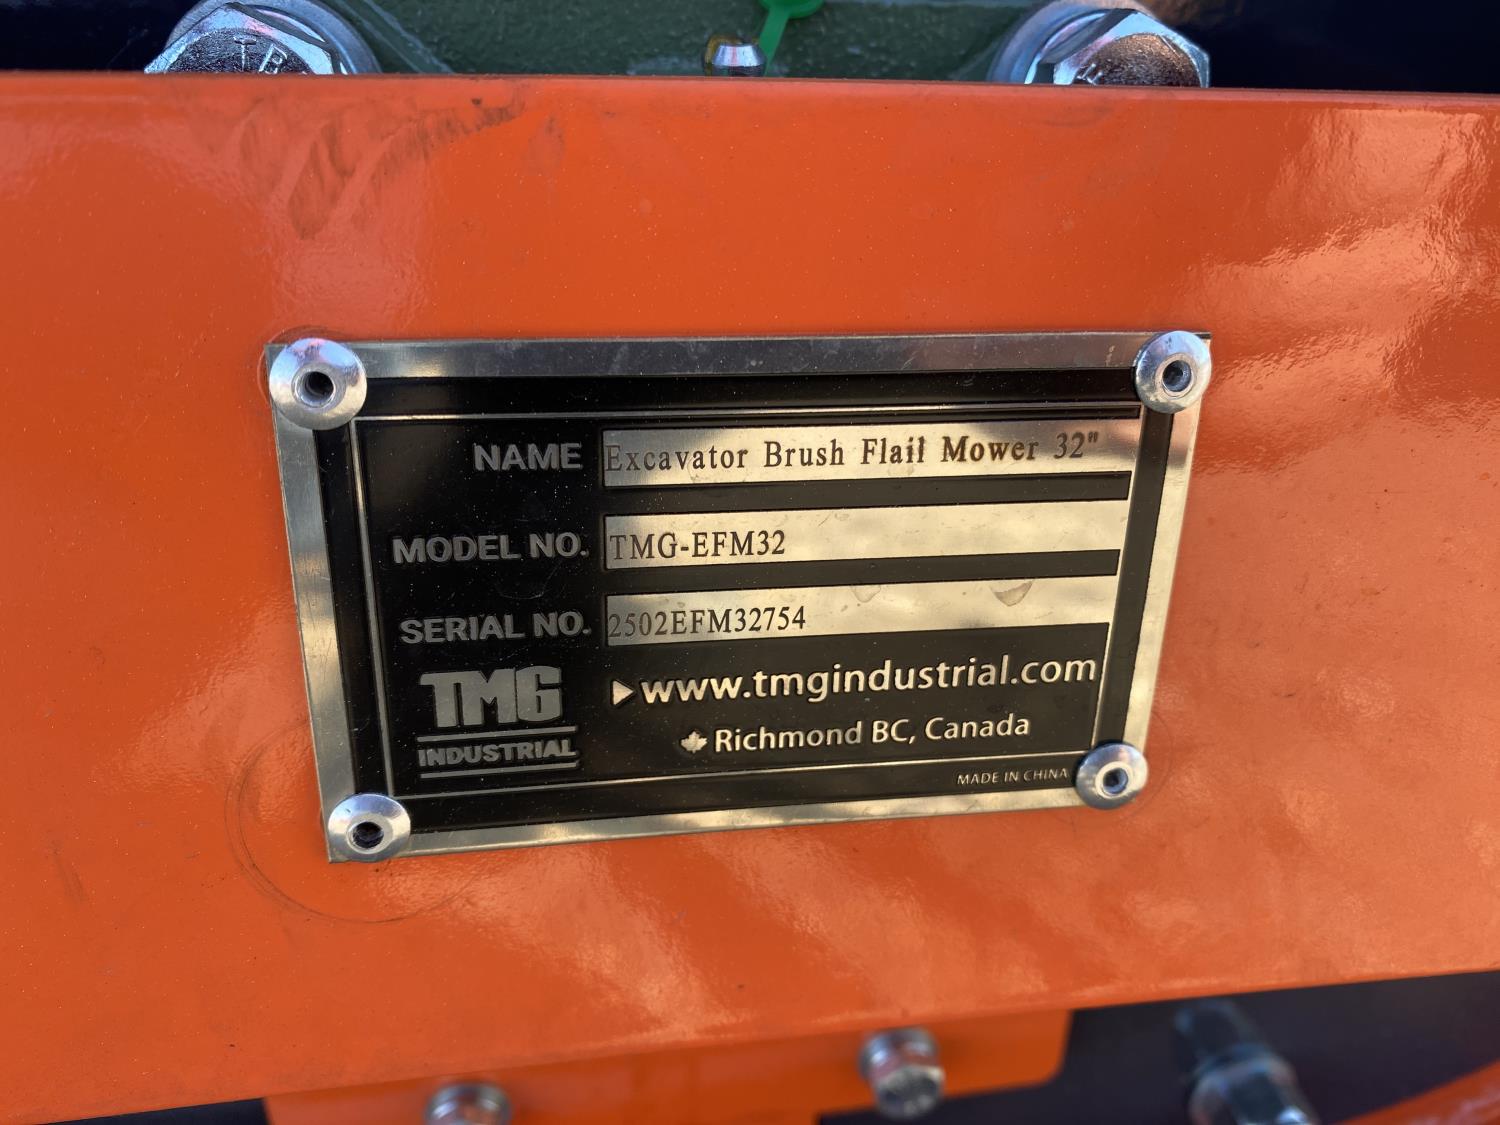 NAME Excavator Brush Flail Mower 32"
MODEL NO. TMG-EFM32
SERIAL NO. 2502EFM32754
TMG
INDUSTRIAL
www.tmgindustrial.com
Richmond BC, Canada
MADE IN CHINA